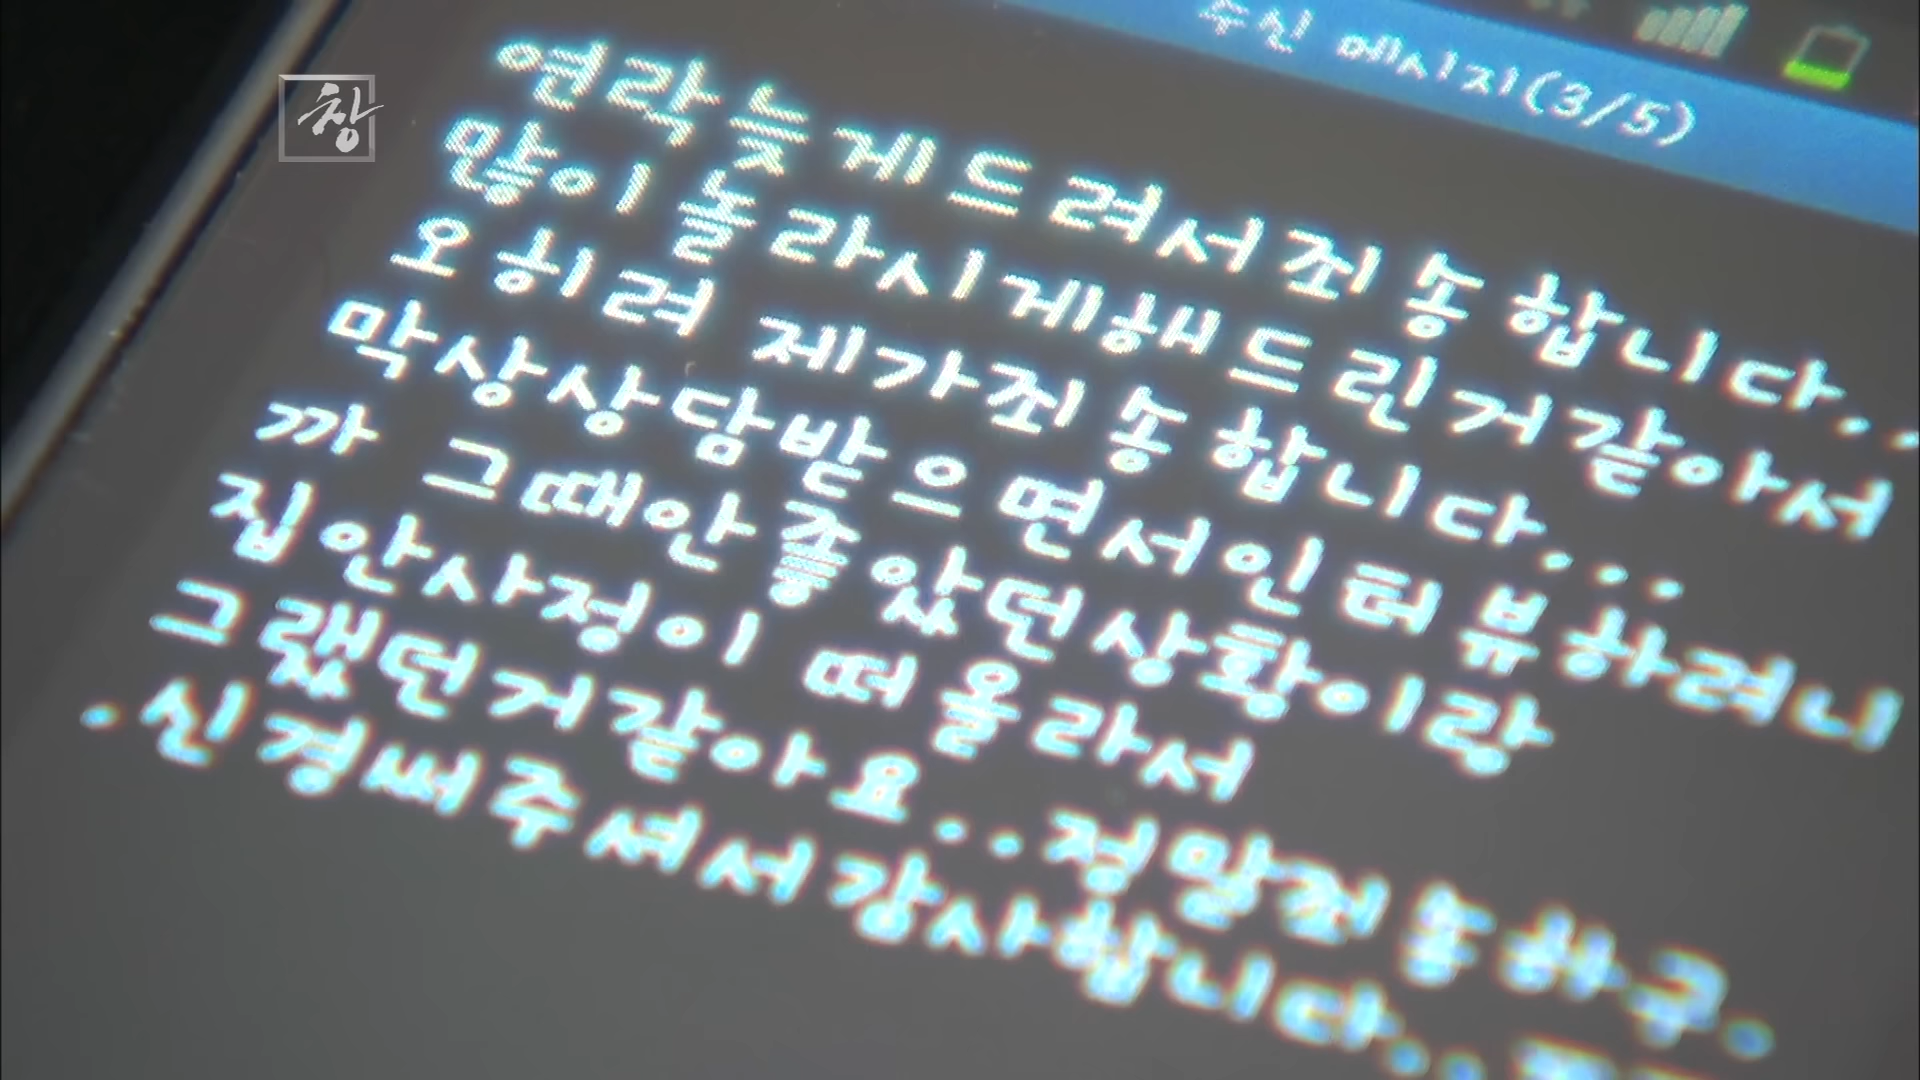 창
수신 메시지(3/5)
연락늦게드려서죄송합니다..
많이놀라시게해드린거같아서
오히려 제가죄송합니다...
막상상담받으면서인터뷰하려니
까 그때안좋았던상황이랑
집안사정이 떠올라서
그랬던거같아요..정말죄송하구.
.신경써주셔서감사합니다..